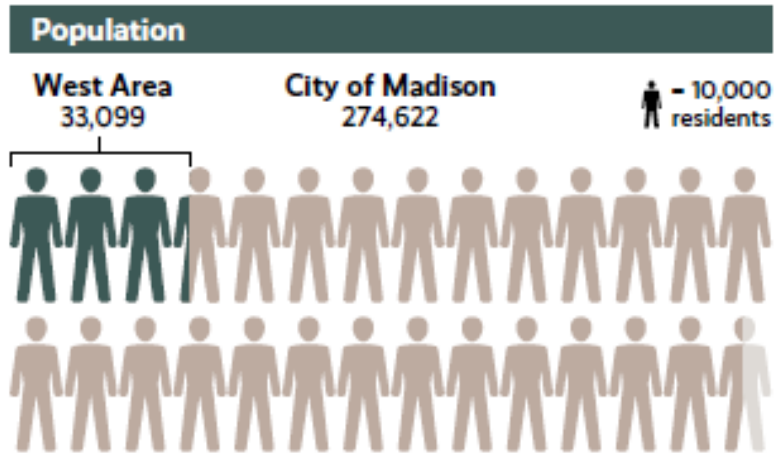 Population
West Area
33,099
City of Madison
274,622
- 10,000
residents